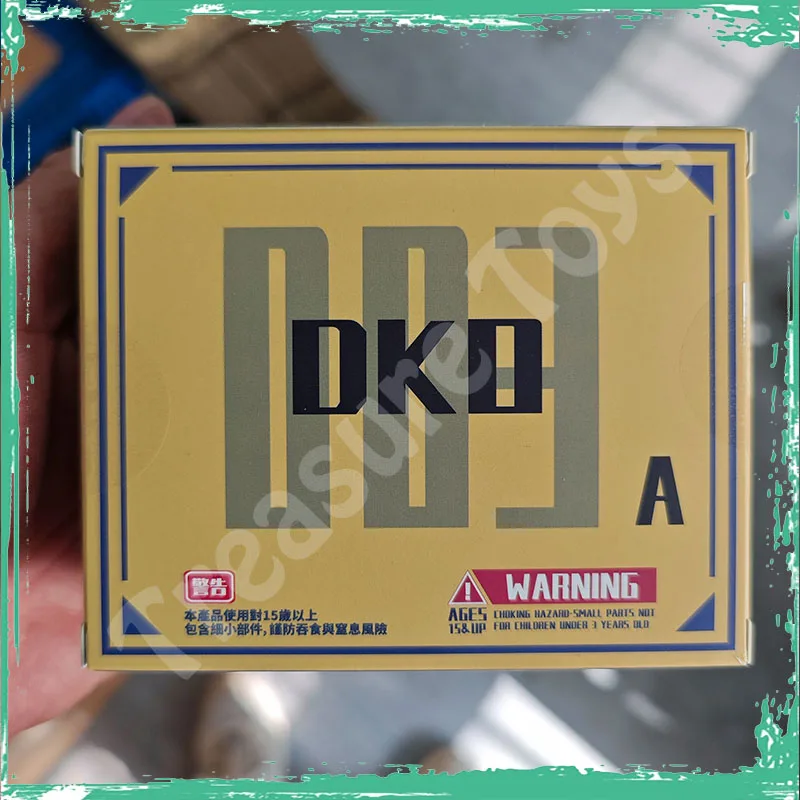 003
DKO
A
警告
本產品使用對15歲以上
包含細小部件,謹防吞食與窒息風險
WARNING
AGES
15&UP
CHOKING HAZARD-SMALL PARTS NOT
FOR CHILDREN UNDER 3 YEARS OLD
Treasure Toys